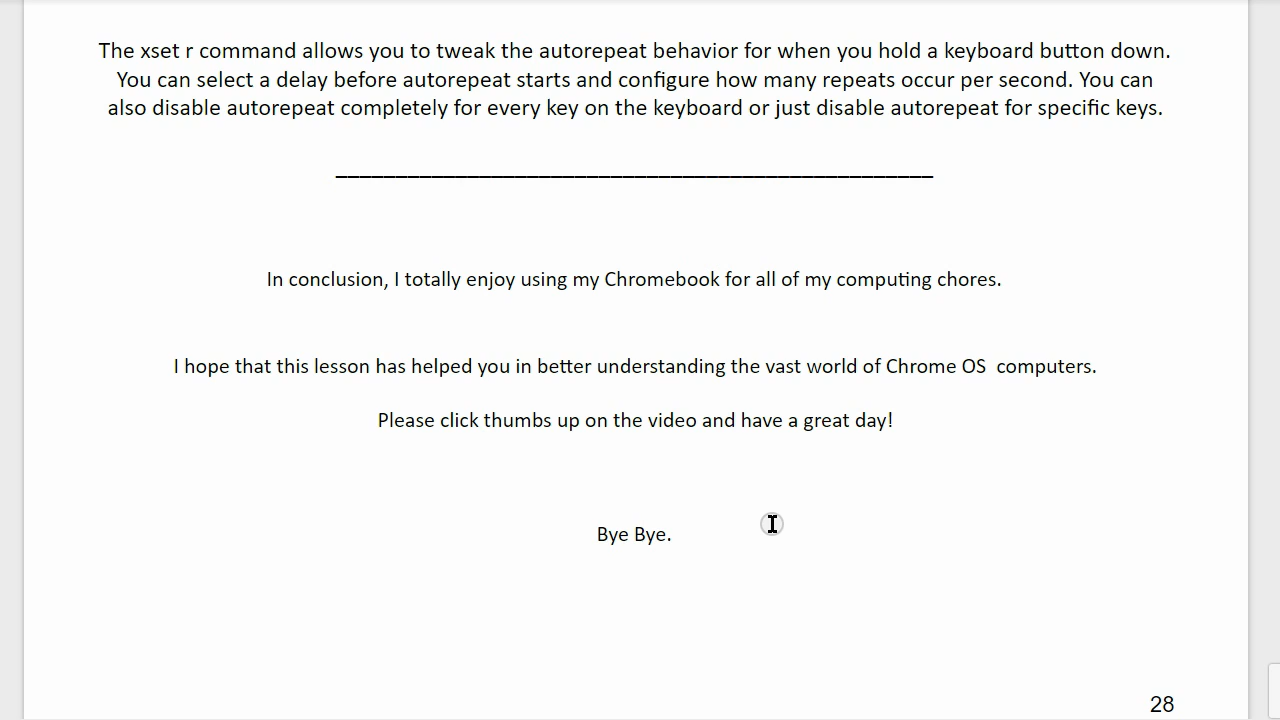 The xset r command allows you to tweak the autorepeat behavior for when you hold a keyboard button down.
You can select a delay before autorepeat starts and configure how many repeats occur per second. You can
also disable autorepeat completely for every key on the keyboard or just disable autorepeat for specific keys.
In conclusion, I totally enjoy using my Chromebook for all of my computing chores.
I hope that this lesson has helped you in better understanding the vast world of Chrome OS  computers.
Please click thumbs up on the video and have a great day!
Bye Bye.
28